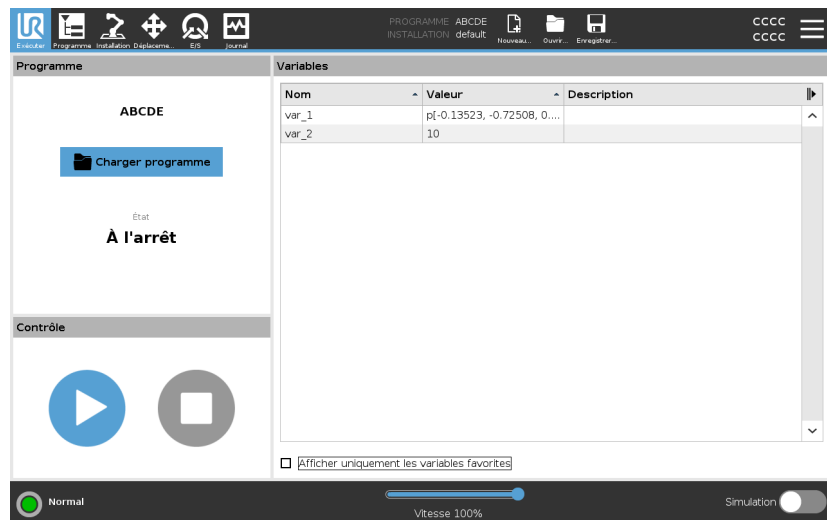 PROGRAMME ABCDE
INSTALLATION default
CCCC
CCCC
Exécuter Programme Installation Déplaceme... E/S Journal
Nouveau... Ouvrir... Enregistrer...
Programme
ABCDE
Charger programme
État
À l'arrêt
Contrôle
Variables
Nom Valeur Description
var_1 p[-0.13523, -0.72508, 0....
var_2 10
Afficher uniquement les variables favorites
Normal
Vitesse 100%
Simulation